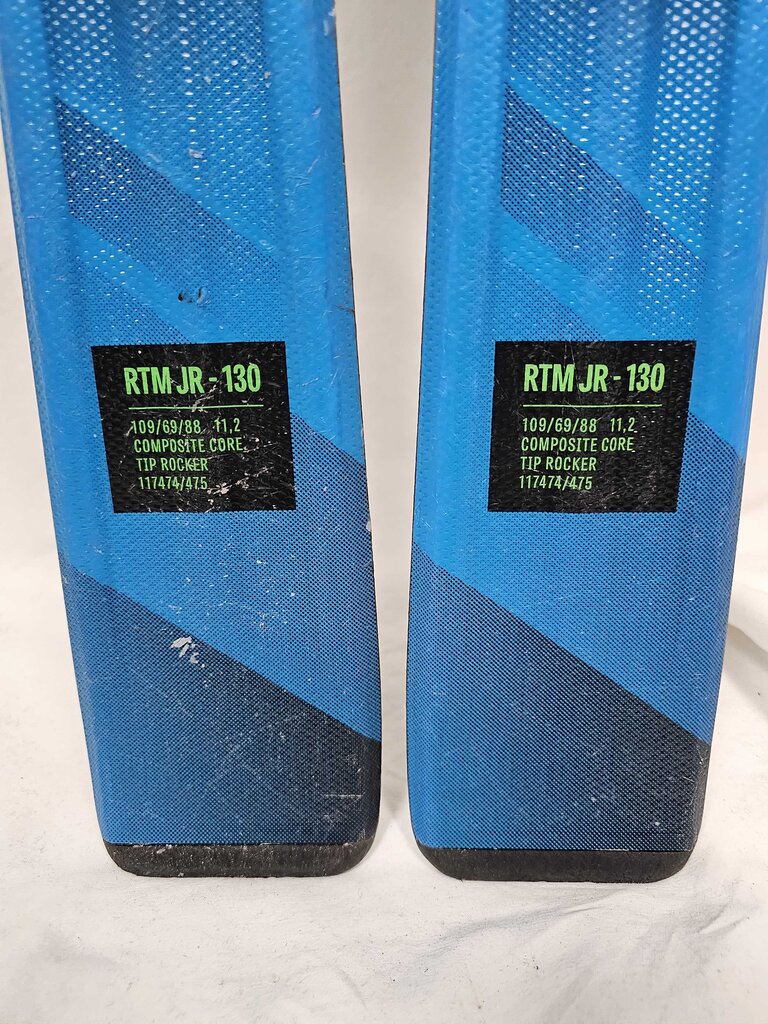 RTM JR - 130
109/69/88 11,2
COMPOSITE CORE
TIP ROCKER
117474/475
RTM JR - 130
109/69/88 11,2
COMPOSITE CORE
TIP ROCKER
117474/475